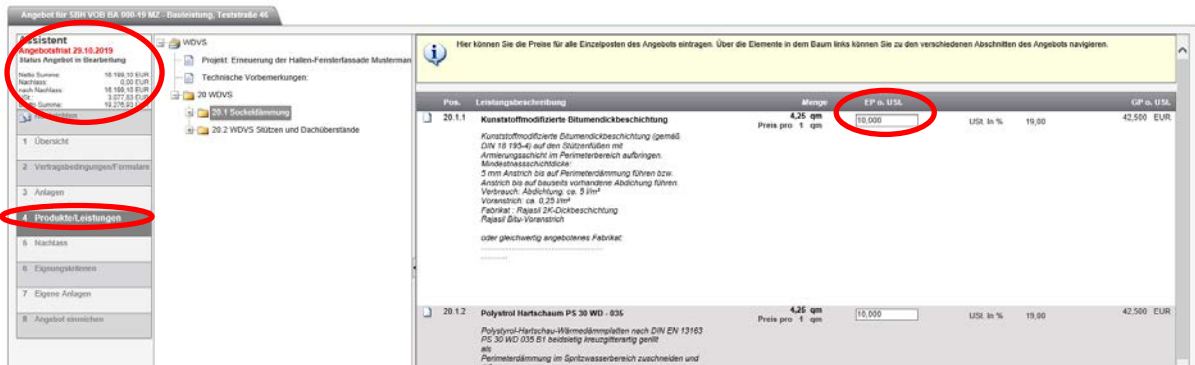 Angebot für SBH VOB BA 000-19 MZ - Bauleistung, Teststraße 46
Assistent
Angebotsfrist 29.10.2019
Status Angebot in Bearbeitung
Netto Summe: 16.199,10 EUR
Nachlass: 0,00 EUR
nach Nachlass: 16.199,10 EUR
USt.: 3.077,83 EUR
Brutto Summe: 19.276,93 EUR
Nachrichten
1 Übersicht
2 Vertragsbedingungen/Formulare
3 Anlagen
4 Produkte/Leistungen
5 Nachlass
6 Eignungskriterien
7 Eigene Anlagen
8 Angebot einreichen
WDVS
Projekt: Erneuerung der Hallen-Fensterfassade Musterman
Technische Vorbemerkungen:
20 WDVS
20.1 Sockeldämmung
20.2 WDVS Stützen und Dachüberstände
Hier können Sie die Preise für alle Einzelposten des Angebots eintragen. Über die Elemente in dem Baum links können Sie zu den verschiedenen Abschnitten des Angebots navigieren.
Pos. Leistungsbeschreibung Menge EP o. USt. GP o. USt.
20.1.1 Kunststoffmodifizierte Bitumendickbeschichtung 4,25 qm 10,000 USt. in % 19,00 42,500 EUR
Preis pro 1 qm
Kunststoffmodifizierte Bitumendickbeschichtung (gemäß
DIN 18 195-4) auf den Stützenfüßen mit
Armierungsschicht im Perimeterbereich aufbringen.
Mindestnassschichtdicke:
5 mm Anstrich bis auf Perimeterdämmung führen bzw.
Anstrich bis auf bauseits vorhandene Abdichung führen.
Verbrauch: Abdichtung: ca. 5 l/m²
Voranstrich: ca. 0,25 l/m²
Fabrikat : Rajasil 2K-Dickbeschichtung
Rajasil Bitu-Voranstrich
oder gleichwertig angebotenes Fabrikat:
20.1.2 Polystrol Hartschaum PS 30 WD - 035 4,25 qm 10,000 USt. in % 19,00 42,500 EUR
Preis pro 1 qm
Polystyrol-Hartschau-Wärmedämmplatten nach DIN EN 13163
PS 30 WD 035 B1 beidsietig kreuzgitterartig gerillt
als
Perimeterdämmung im Spritzwasserbereich zuschneiden und